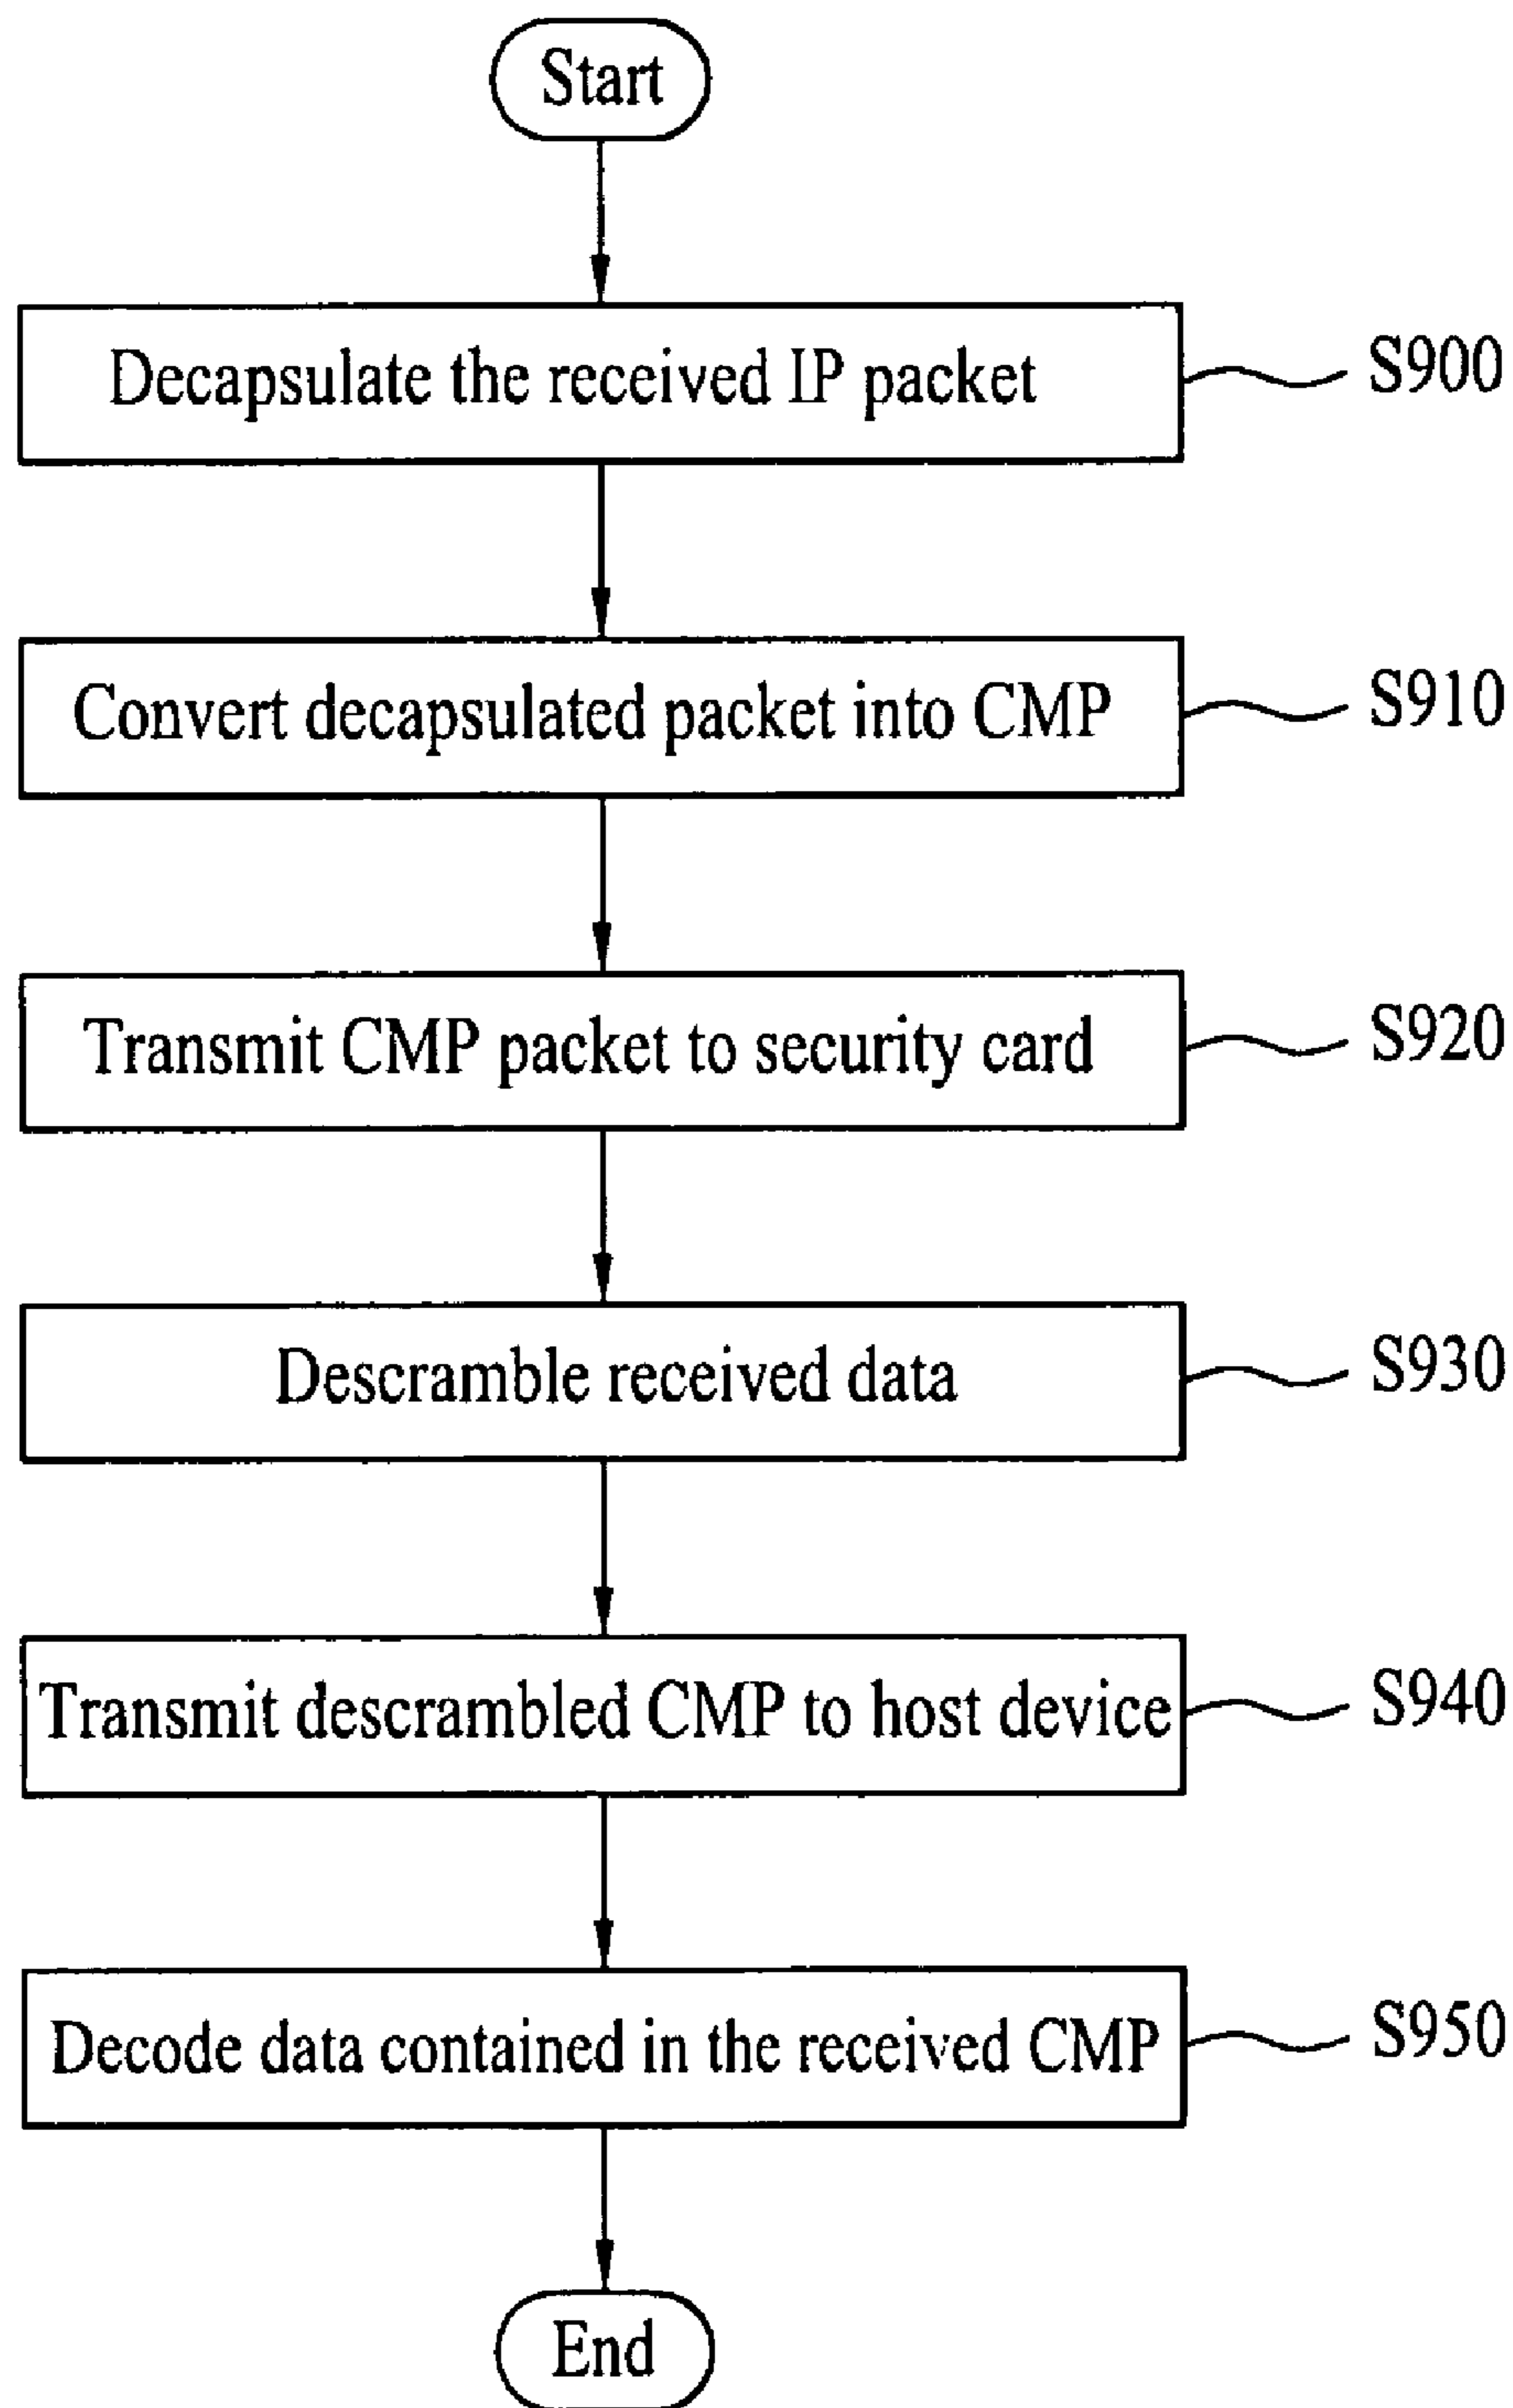 Start
Decapsulate the received IP packet S900
Convert decapsulated packet into CMP S910
Transmit CMP packet to security card S920
Descramble received data S930
Transmit descrambled CMP to host device S940
Decode data contained in the received CMP S950
End